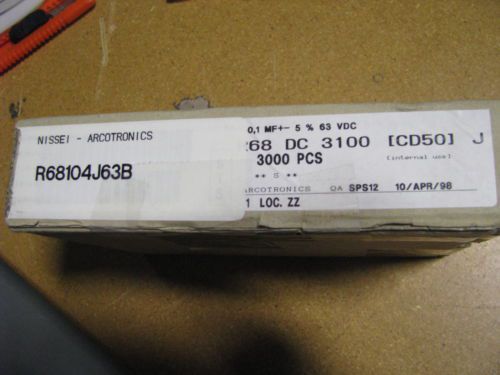 NISSEI - ARCOTRONICS
R68104J63B
0,1 MF+- 5 % 63 VDC
R68 DC 3100 [CD50] J
3000 PCS (internal use)
** S **
ARCOTRONICS QA SPS12 10/APR/98
1 LOC. ZZ